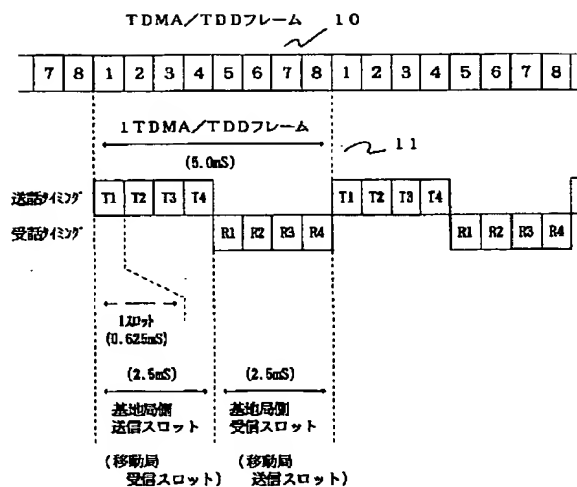 TDMA/TDDフレーム 10
7 8 1 2 3 4 5 6 7 8 1 2 3 4 5 6 7 8
1TDMA/TDDフレーム
11
(5.0mS)
送話タイミング T1 T2 T3 T4 T1 T2 T3 T4
受話タイミング R1 R2 R3 R4 R1 R2 R3 R4
1スロット
(0.625mS)
(2.5mS) (2.5mS)
基地局側 基地局側
送信スロット 受信スロット
(移動局 (移動局
受信スロット) 送信スロット)